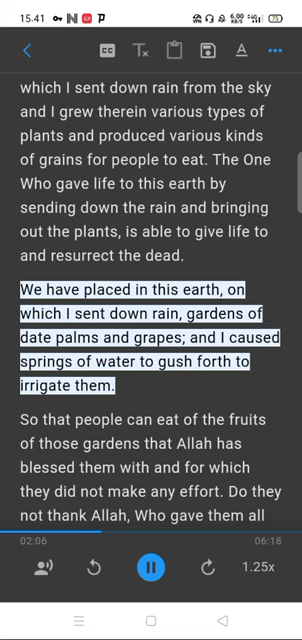 15.41
6.00 KB/S
54
CC
which I sent down rain from the sky
and I grew therein various types of
plants and produced various kinds
of grains for people to eat. The One
Who gave life to this earth by
sending down the rain and bringing
out the plants, is able to give life to
and resurrect the dead.
We have placed in this earth, on
which I sent down rain, gardens of
date palms and grapes; and I caused
springs of water to gush forth to
irrigate them.
So that people can eat of the fruits
of those gardens that Allah has
blessed them with and for which
they did not make any effort. Do they
not thank Allah, Who gave them all
02:06
06:18
1.25x